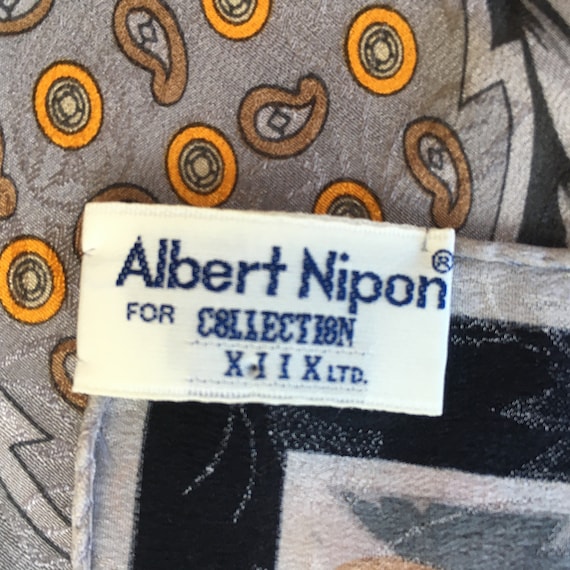 Albert Nipon®
FOR COLLECTION
XIIX LTD.